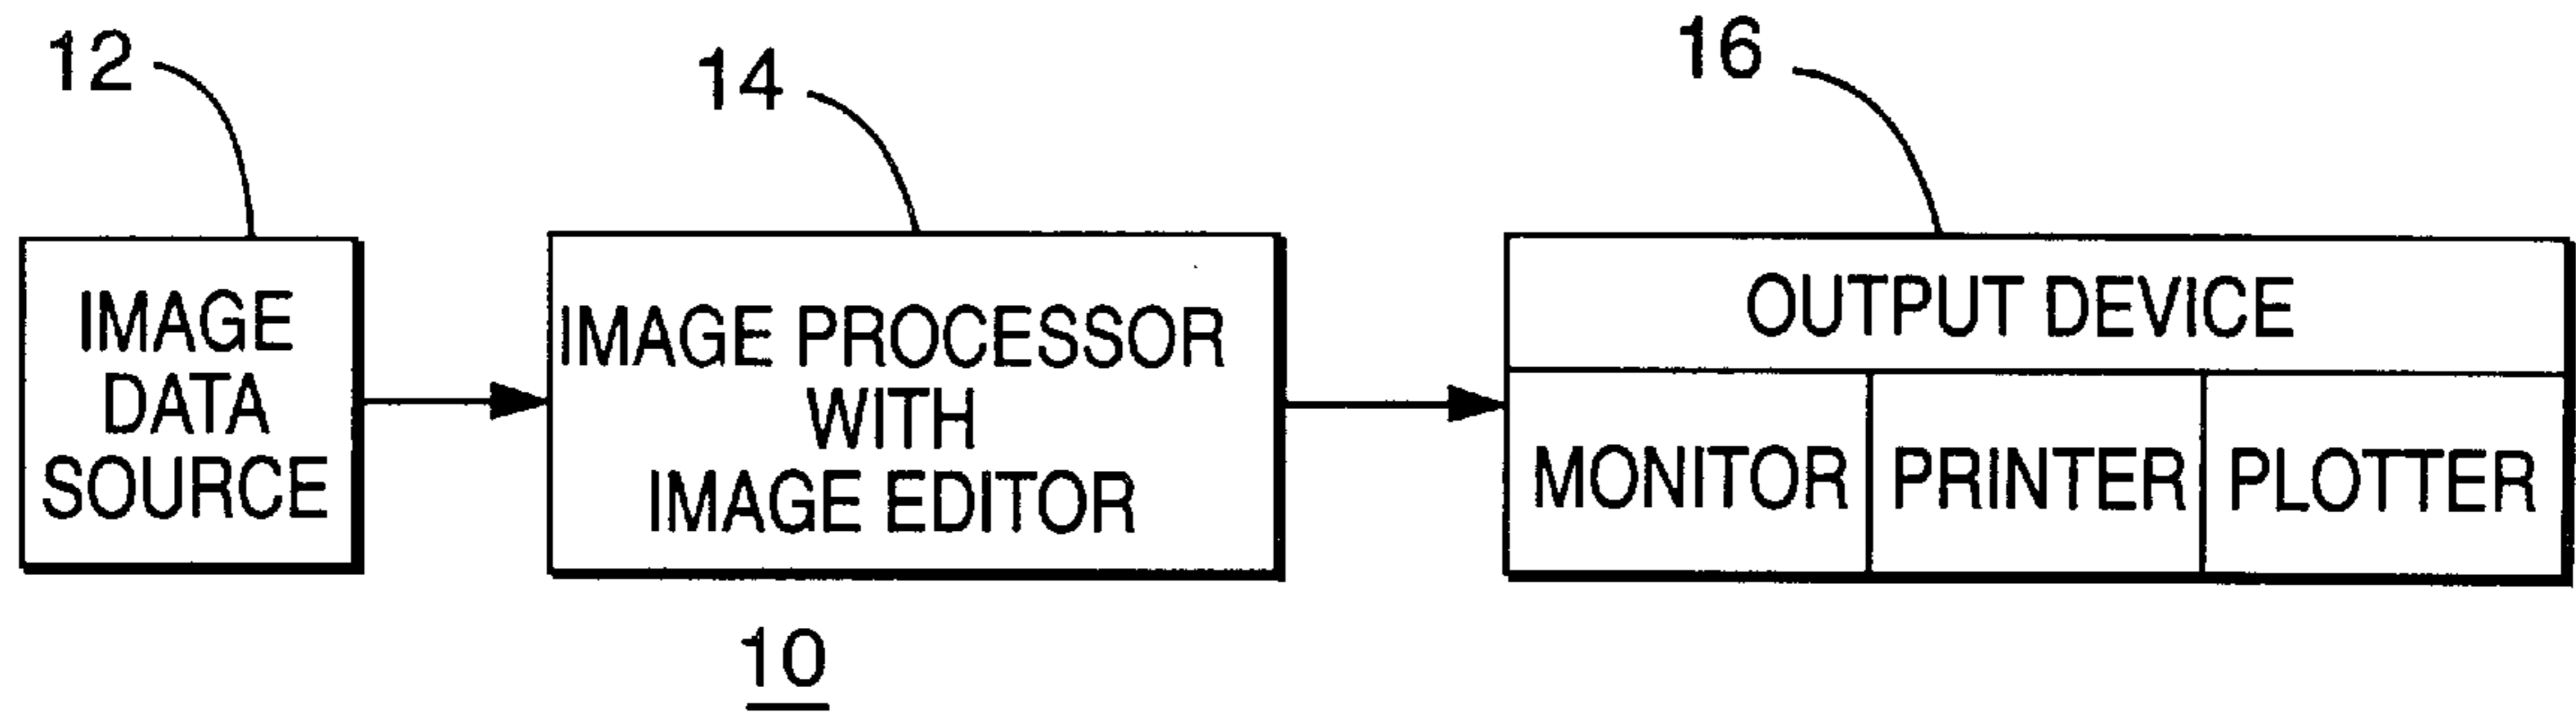 12
14
16
IMAGE
DATA
SOURCE
IMAGE PROCESSOR
WITH
IMAGE EDITOR
OUTPUT DEVICE
MONITOR
PRINTER
PLOTTER
10